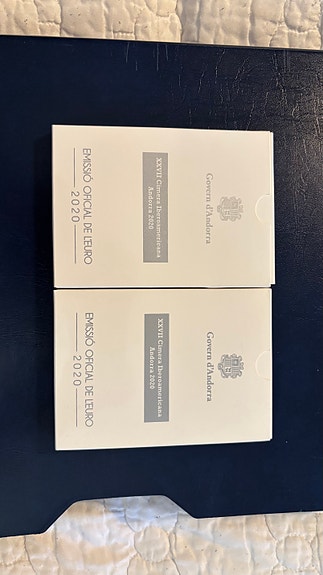 Govern d'Andorra
XXVII Cimera Iberoamericana
Andorra 2020
EMISSIÓ OFICIAL DE L'EURO
2020
Govern d'Andorra
XXVII Cimera Iberoamericana
Andorra 2020
EMISSIÓ OFICIAL DE L'EURO
2020